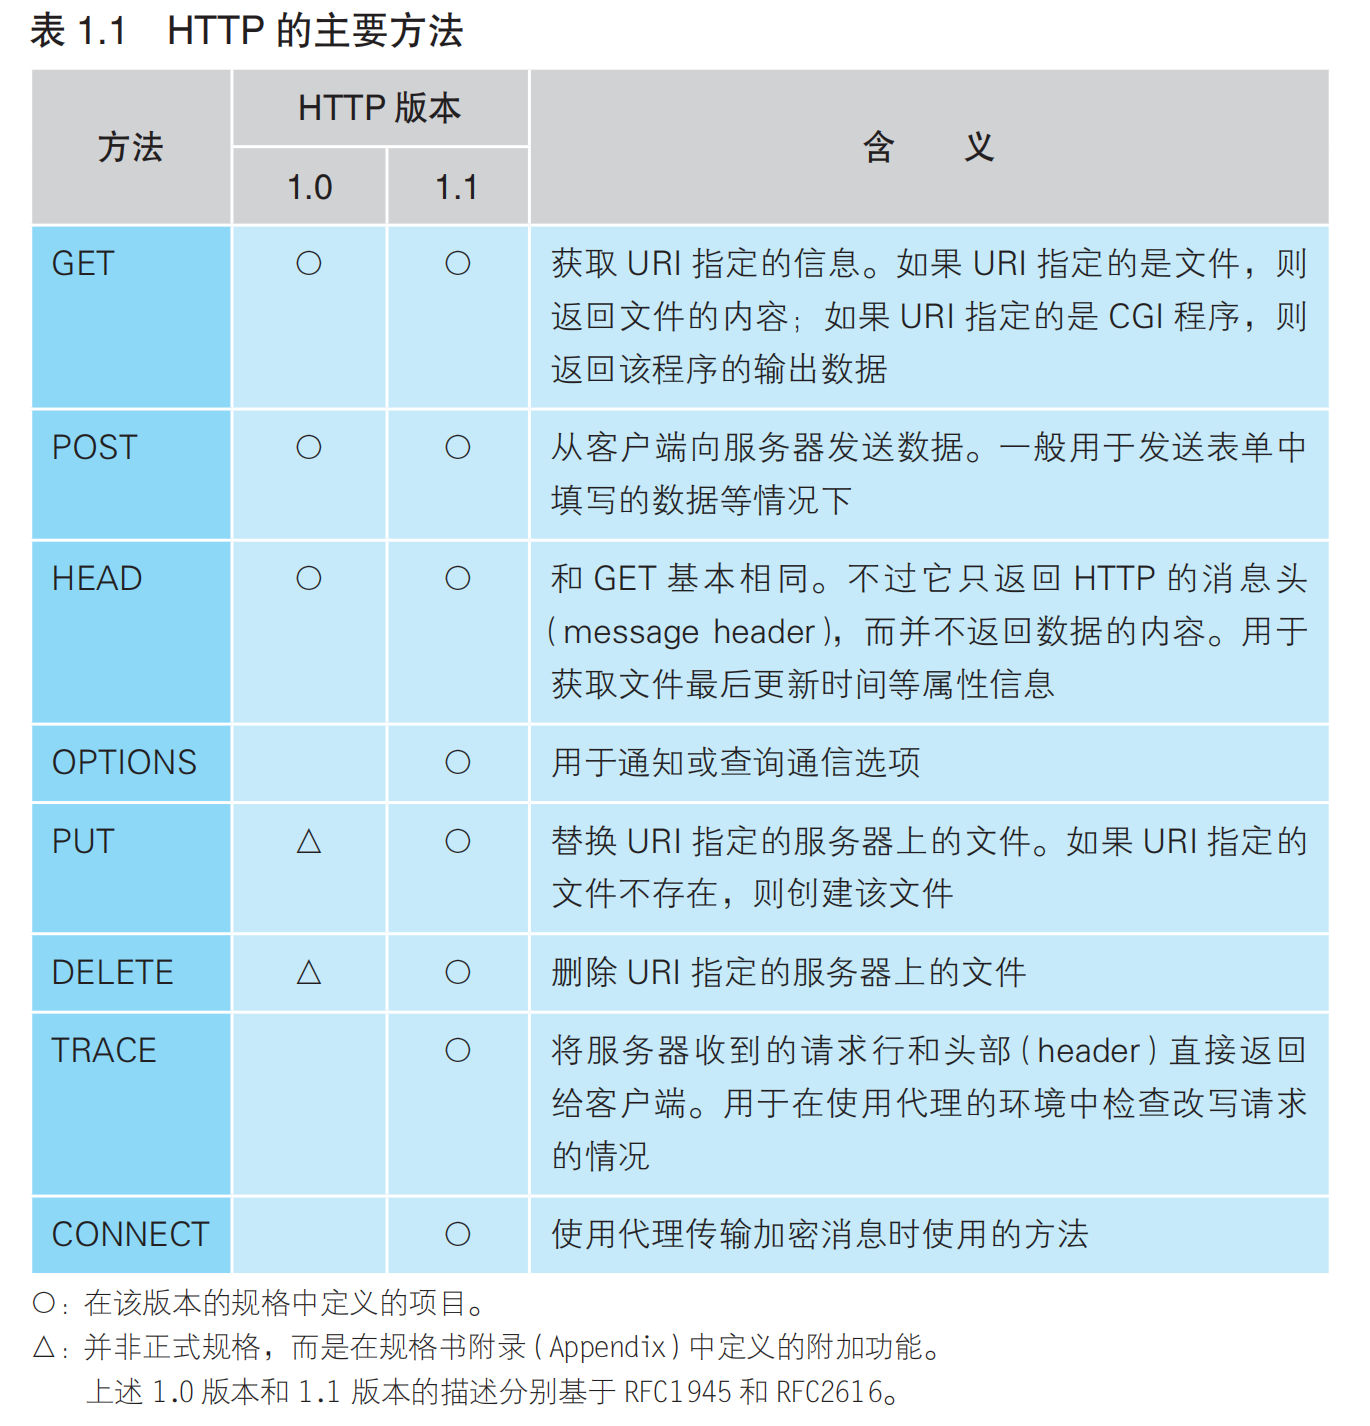 表 1.1 HTTP 的主要方法
方法 HTTP 版本 含 义
1.0 1.1
GET ○ ○ 获取 URI 指定的信息。如果 URI 指定的是文件，则
返回文件的内容；如果 URI 指定的是 CGI 程序，则
返回该程序的输出数据
POST ○ ○ 从客户端向服务器发送数据。一般用于发送表单中
填写的数据等情况下
HEAD ○ ○ 和 GET 基本相同。不过它只返回 HTTP 的消息头
(message header)，而并不返回数据的内容。用于
获取文件最后更新时间等属性信息
OPTIONS ○ 用于通知或查询通信选项
PUT △ ○ 替换 URI 指定的服务器上的文件。如果 URI 指定的
文件不存在，则创建该文件
DELETE △ ○ 删除 URI 指定的服务器上的文件
TRACE ○ 将服务器收到的请求行和头部(header)直接返回
给客户端。用于在使用代理的环境中检查改写请求
的情况
CONNECT ○ 使用代理传输加密消息时使用的方法
○：在该版本的规格中定义的项目。
△：并非正式规格，而是在规格书附录(Appendix)中定义的附加功能。
上述 1.0 版本和 1.1 版本的描述分别基于 RFC1945 和 RFC2616。